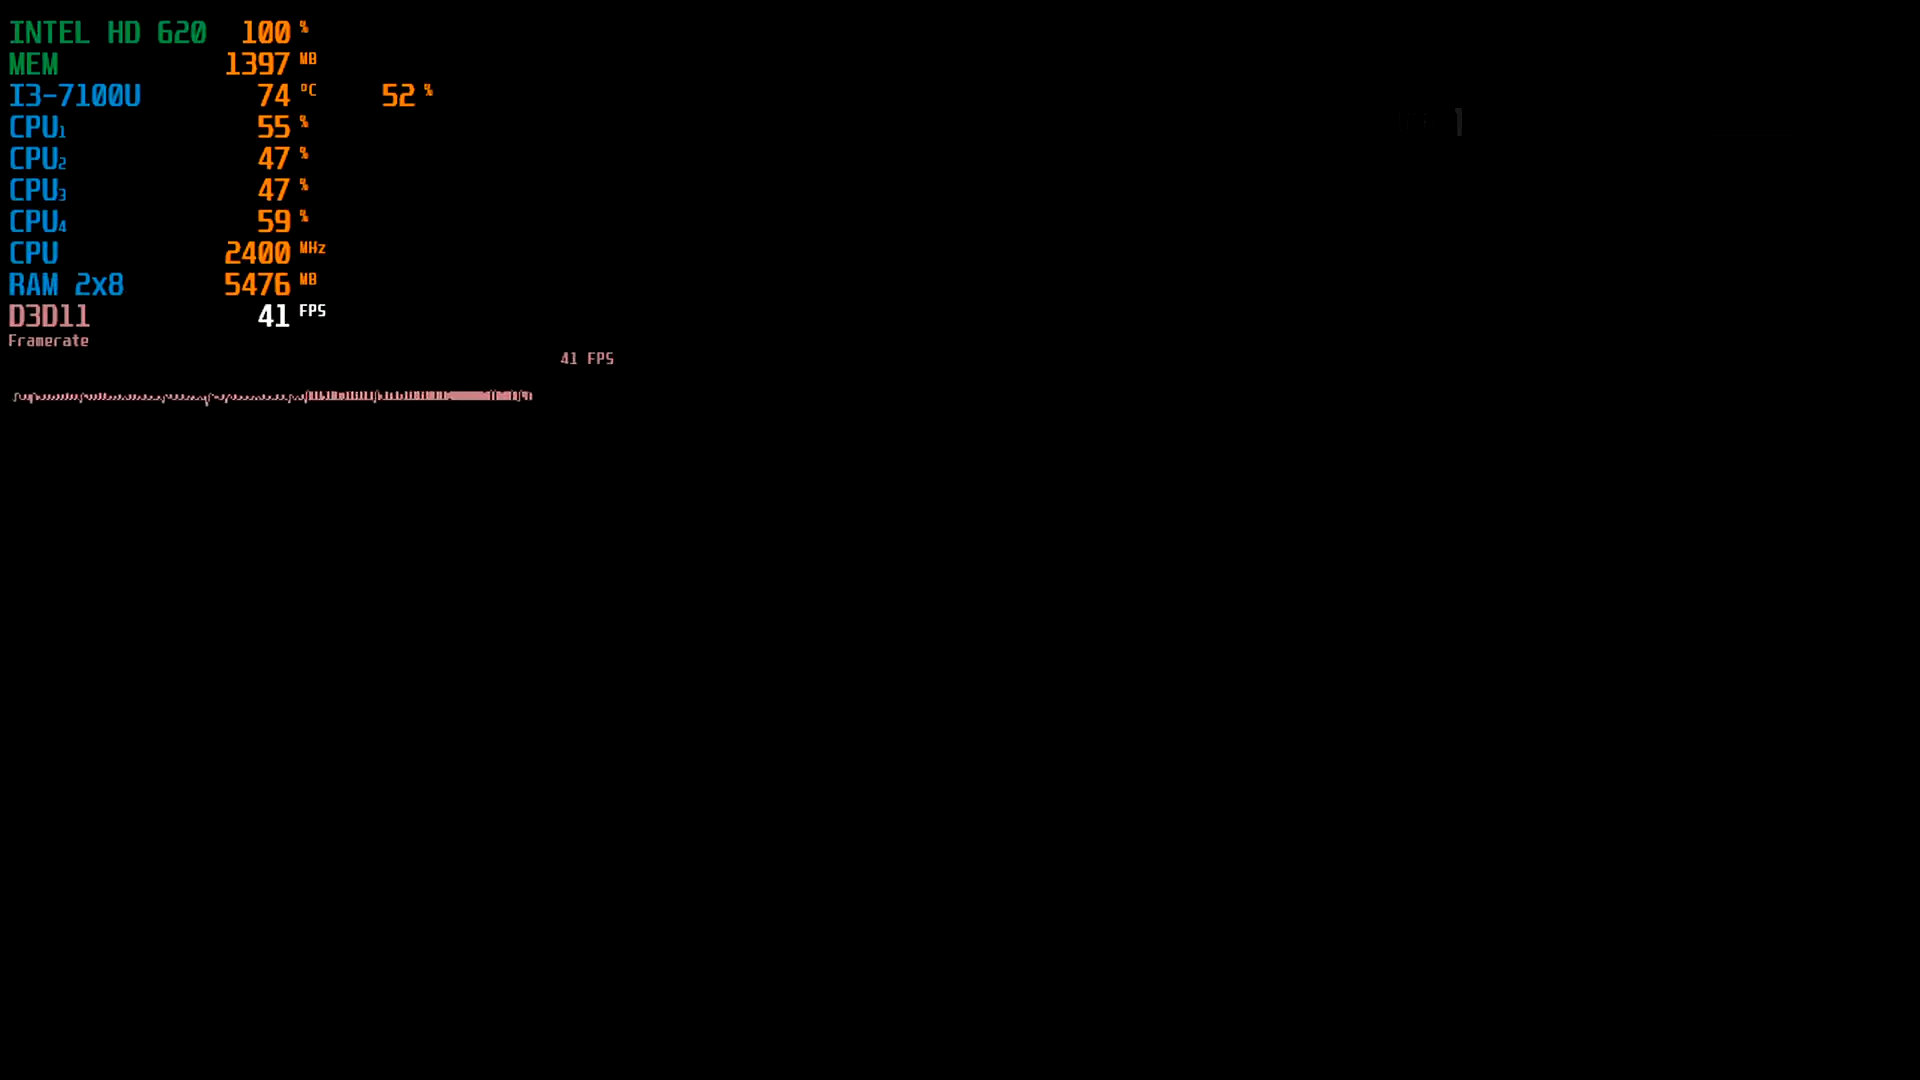 INTEL HD 620 100 %
MEM 1397 MB
I3-7100U 74 °C 52 %
CPU1 55 %
CPU2 47 %
CPU3 47 %
CPU4 59 %
CPU 2400 MHz
RAM 2x8 5476 MB
D3D11 41 FPS
Framerate
41 FPS